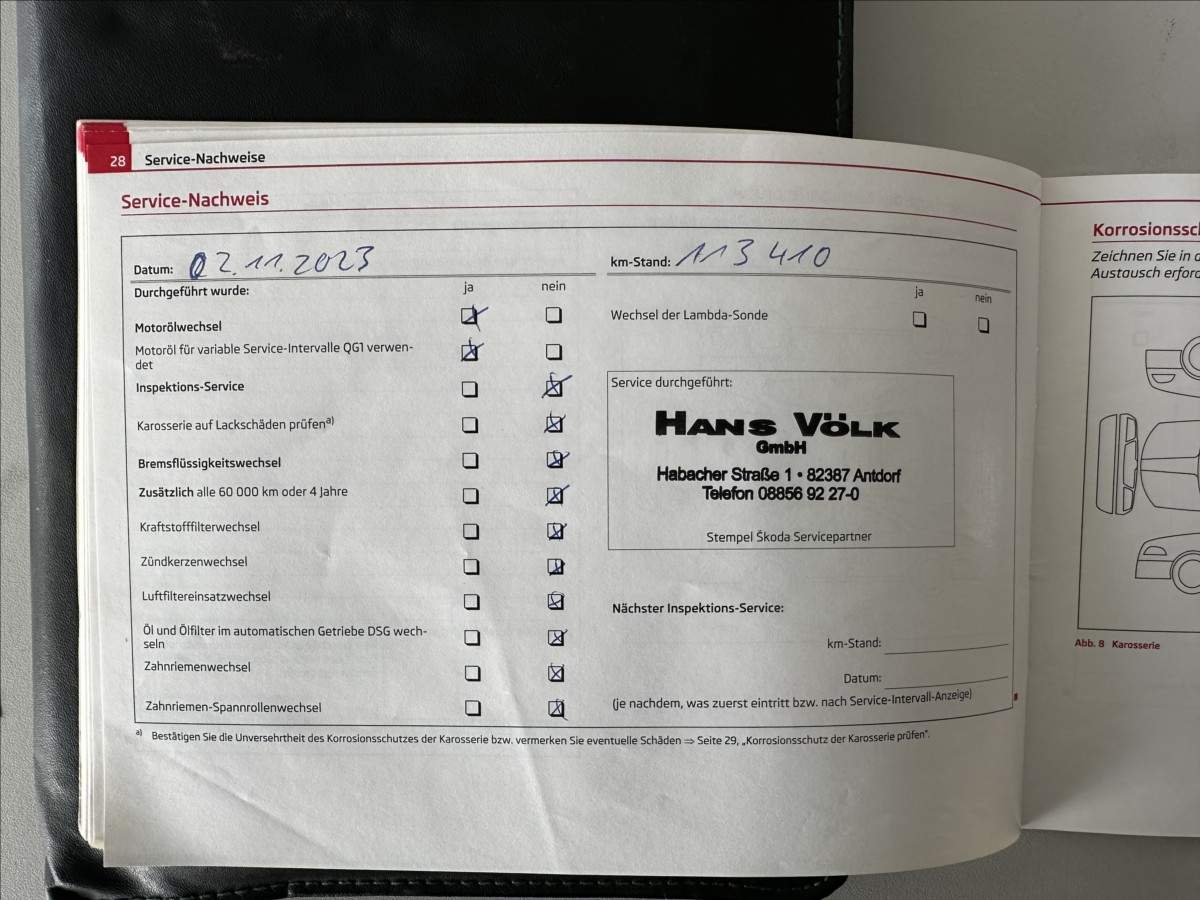 28 Service-Nachweise
Service-Nachweis
Datum: 02.11.2023
km-Stand: 113 410
Durchgeführt wurde:
ja nein
Motorölwechsel
Motoröl für variable Service-Intervalle QG1 verwen-
det
Inspektions-Service
Karosserie auf Lackschäden prüfen a)
Bremsflüssigkeitswechsel
Zusätzlich alle 60 000 km oder 4 Jahre
Kraftstofffilterwechsel
Zündkerzenwechsel
Luftfiltereinsatzwechsel
Öl und Ölfilter im automatischen Getriebe DSG wech-
seln
Zahnriemenwechsel
Zahnriemen-Spannrollenwechsel
ja nein
Wechsel der Lambda-Sonde
Service durchgeführt:
HANS VÖLK
GmbH
Habacher Straße 1 • 82387 Antdorf
Telefon 08856 92 27-0
Stempel Škoda Servicepartner
Nächster Inspektions-Service:
km-Stand:
Datum:
(je nachdem, was zuerst eintritt bzw. nach Service-Intervall-Anzeige)
a) Bestätigen Sie die Unversehrtheit des Korrosionsschutzes der Karosserie bzw. vermerken Sie eventuelle Schäden ⇒ Seite 29, „Korrosionsschutz der Karosserie prüfen“.
Zeichnen Sie in
Abb. 8 Karosserie